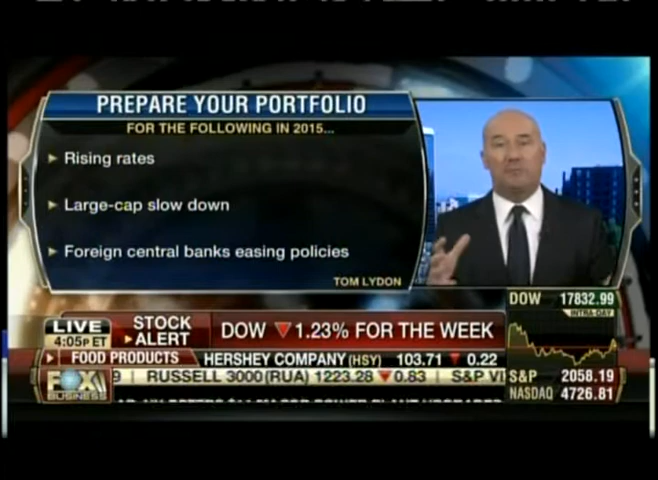 PREPARE YOUR PORTFOLIO
FOR THE FOLLOWING IN 2015...
Rising rates
Large-cap slow down
Foreign central banks easing policies
TOM LYDON
DOW 17832.99
INTRA-DAY
LIVE
4:05P ET
STOCK ALERT
DOW ▼1.23% FOR THE WEEK
FOOD PRODUCTS HERSHEY COMPANY (HSY) 103.71 ▼ 0.22
FOX BUSINESS
9 RUSSELL 3000 (RUA) 1223.28 ▼0.83 S&P
S&P 2058.19
NASDAQ 4726.81